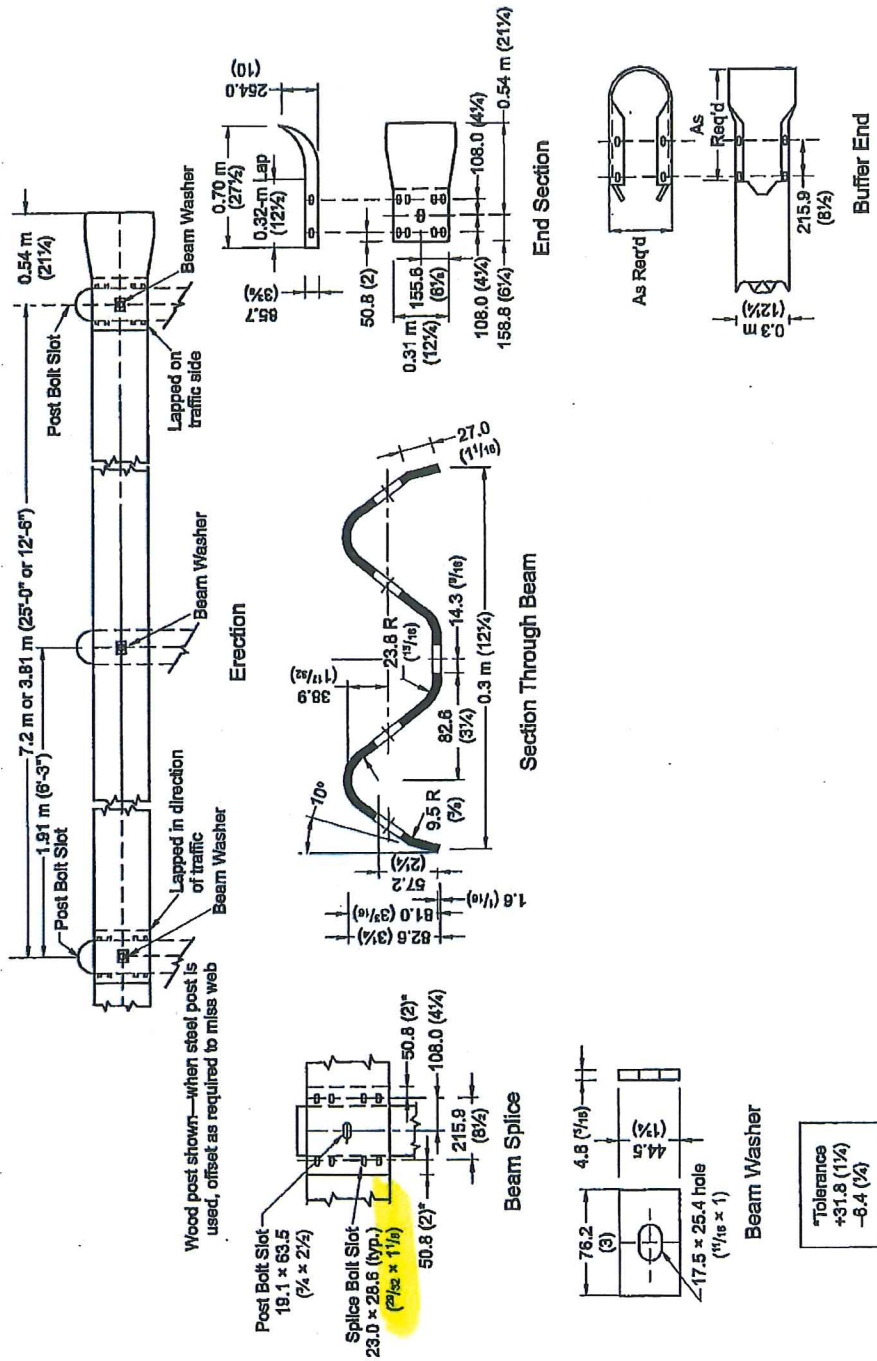 7.2 m or 3.81 m (25'-0" or 12'-6")
1.91 m (6'-3")
0.54 m
(21¼)
Post Bolt Slot
Post Bolt Slot
Lapped in direction
of traffic
Beam Washer
Beam Washer
Lapped on
traffic side
Beam Washer
Wood post shown—when steel post is
used, offset as required to miss web
Erection
Post Bolt Slot
19.1 × 63.5
(¾ × 2½)
Splice Bolt Slot
23.0 × 28.6 (typ.)
(29/32 × 1 1/8)
50.8 (2)*
50.8 (2)*
108.0 (4¼)
215.9
(8½)
Beam Splice
10°
9.5 R
(⅜)
38.9
(1 17/32)
23.8 R
(15/16)
82.6
(3¼)
14.3 (9/16)
0.3 m (12¼)
27.0
(1 1/16)
57.2
(2¼)
1.6 (1/16)
81.0 (3 3/16)
82.6 (3¼)
Section Through Beam
0.70 m
(27½)
0.32-m Lap
(12½)
254.0
(10)
85.7
(3⅜)
50.8 (2)
155.6
(6⅛)
0.31 m
(12¼)
108.0 (4¼)
158.8 (6¼)
108.0 (4¼)
0.54 m (21¼)
End Section
76.2
(3)
4.8 (3/16)
44.5
(1¾)
17.5 × 25.4 hole
(11/16 × 1)
Beam Washer
As Req'd
As
Req'd
0.3 m
(12¼)
215.9
(8½)
Buffer End
*Tolerance
+31.8 (1¼)
−6.4 (¼)